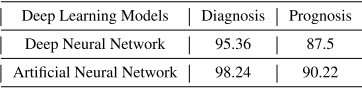 Deep Learning Models | Diagnosis | Prognosis
Deep Neural Network | 95.36 | 87.5
Artificial Neural Network | 98.24 | 90.22